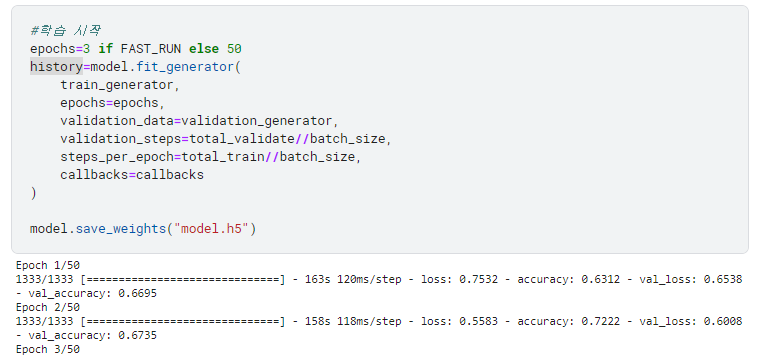 #학습 시작
epochs=3 if FAST_RUN else 50
history=model.fit_generator(
    train_generator,
    epochs=epochs,
    validation_data=validation_generator,
    validation_steps=total_validate//batch_size,
    steps_per_epoch=total_train//batch_size,
    callbacks=callbacks
)
model.save_weights("model.h5")
Epoch 1/50
1333/1333 [==============================] - 163s 120ms/step - loss: 0.7532 - accuracy: 0.6312 - val_loss: 0.6538
- val_accuracy: 0.6695
Epoch 2/50
1333/1333 [==============================] - 158s 118ms/step - loss: 0.5583 - accuracy: 0.7222 - val_loss: 0.6008
- val_accuracy: 0.6735
Epoch 3/50